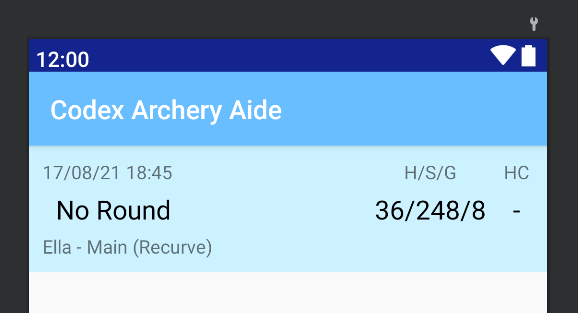 12:00
Codex Archery Aide
17/08/21 18:45 H/S/G HC
No Round 36/248/8 -
Ella - Main (Recurve)